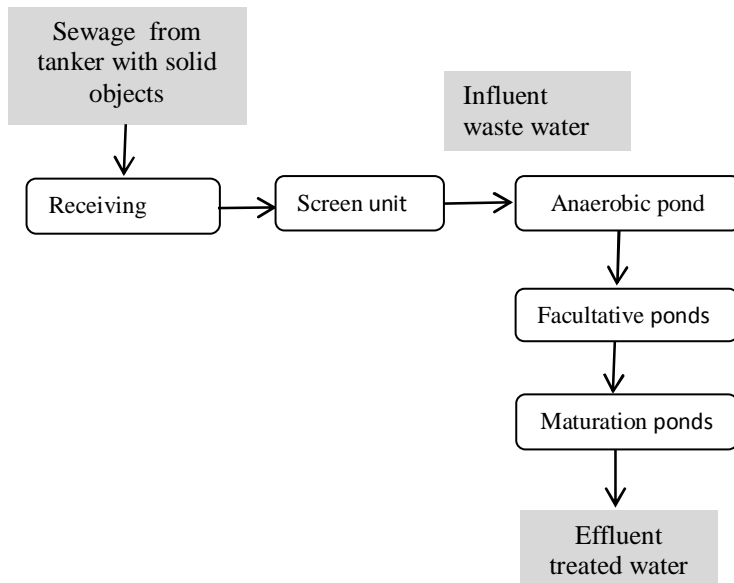 Sewage from
tanker with solid
objects
Influent
waste water
Receiving
Screen unit
Anaerobic pond
Facultative ponds
Maturation ponds
Effluent
treated water